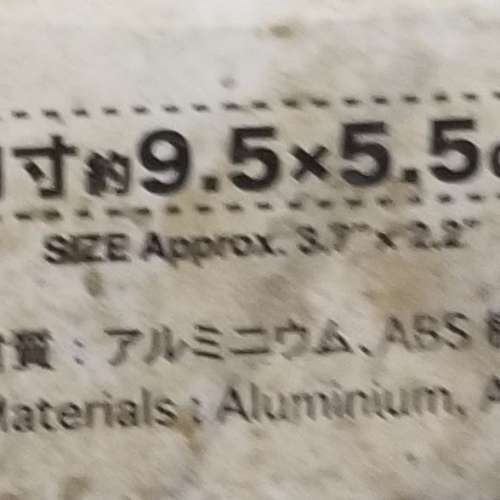 寸約9.5×5.5
SIZE Approx. 3.7" x 2.2"
質：アルミニウム、ABS
Materials : Aluminium, A